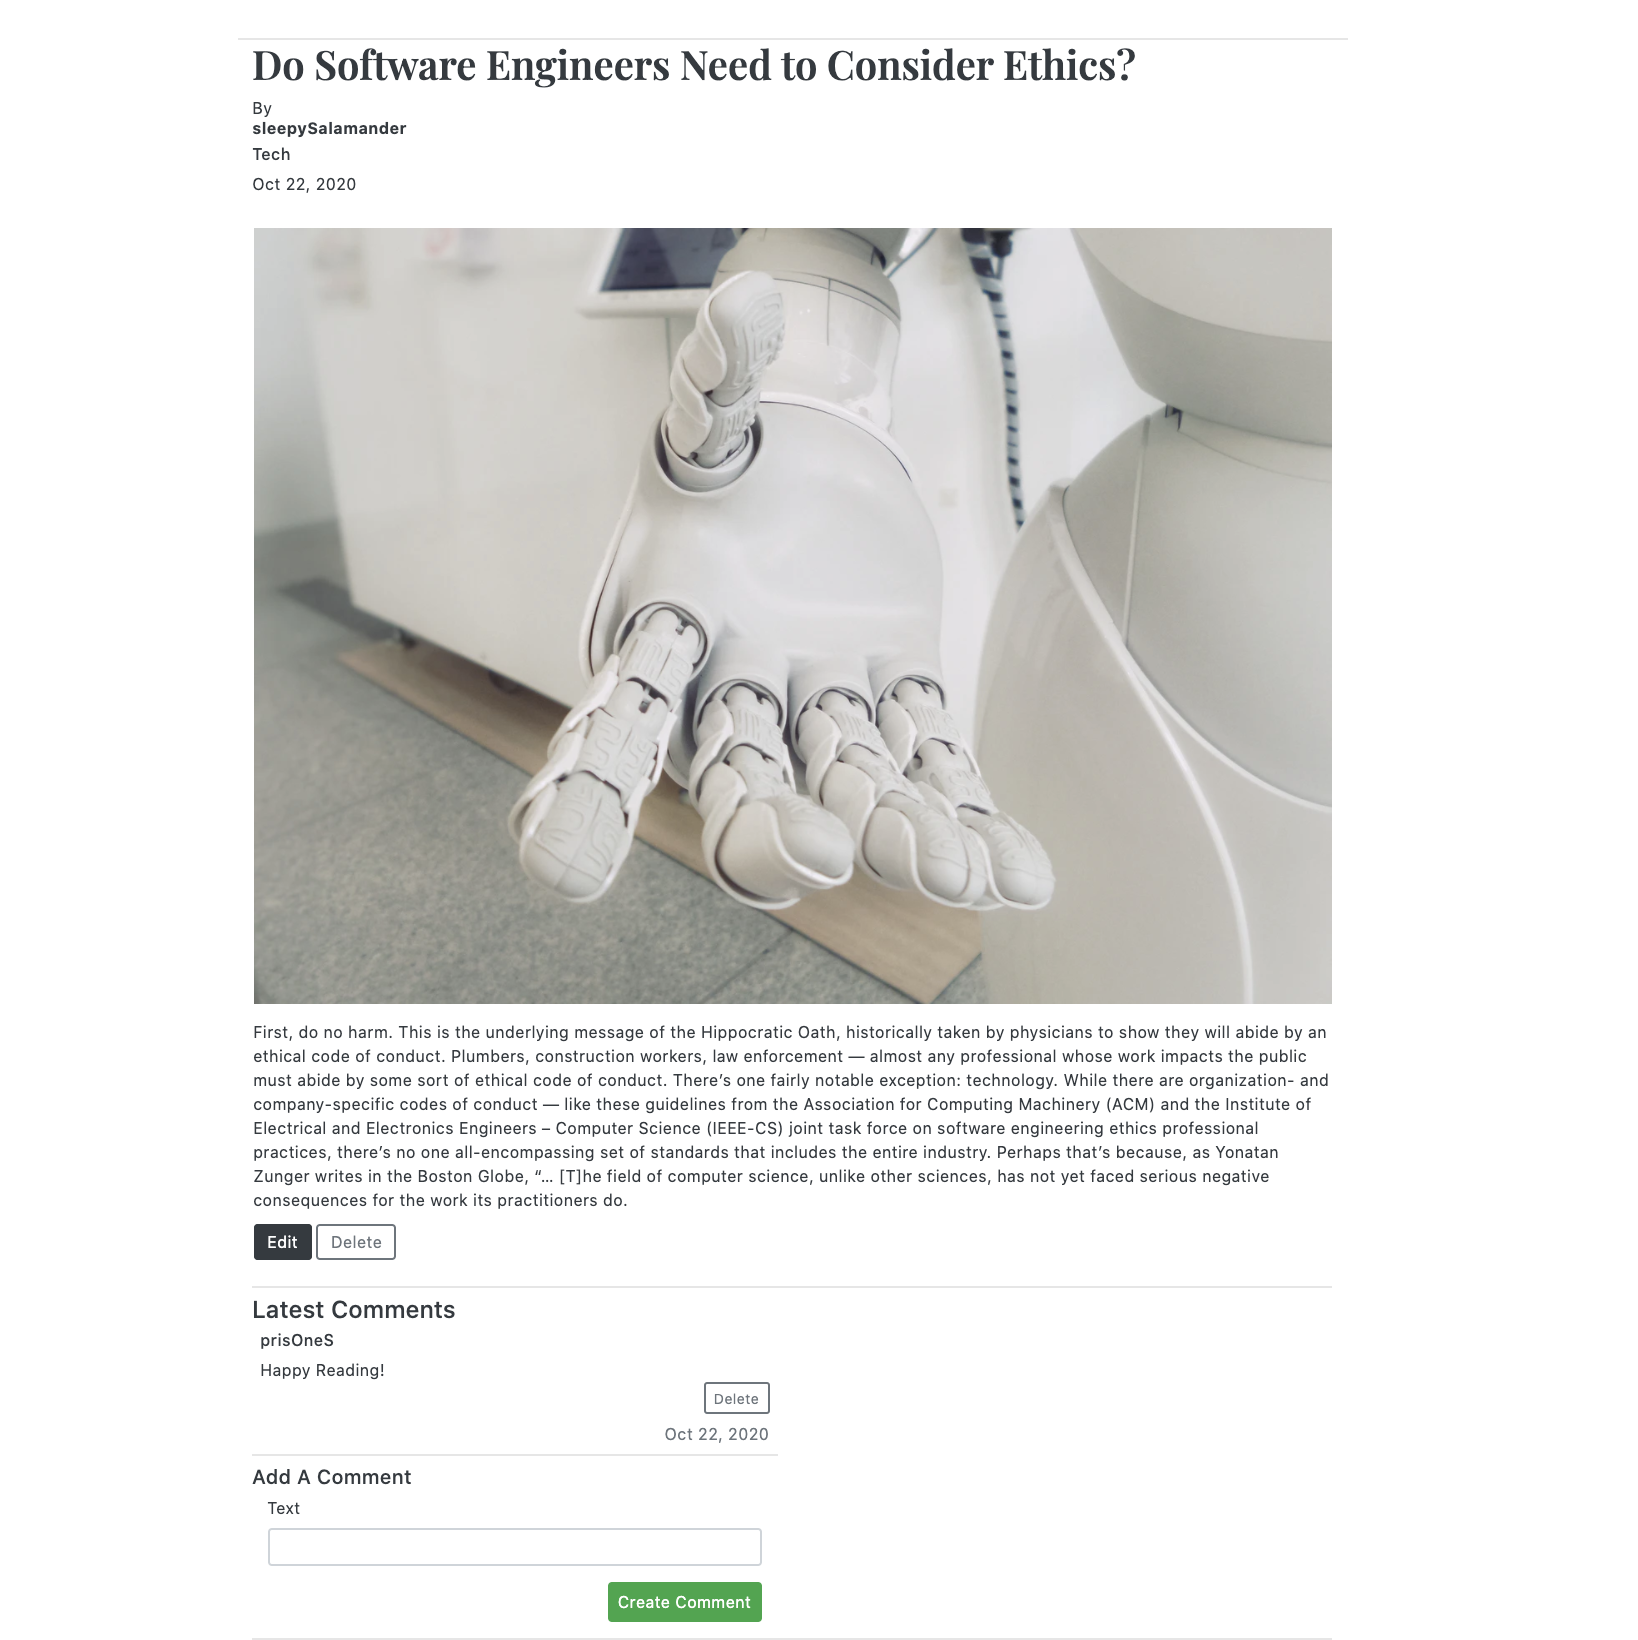 Do Software Engineers Need to Consider Ethics?
By
sleepySalamander
Tech
Oct 22, 2020
First, do no harm. This is the underlying message of the Hippocratic Oath, historically taken by physicians to show they will abide by an
ethical code of conduct. Plumbers, construction workers, law enforcement — almost any professional whose work impacts the public
must abide by some sort of ethical code of conduct. There’s one fairly notable exception: technology. While there are organization- and
company-specific codes of conduct — like these guidelines from the Association for Computing Machinery (ACM) and the Institute of
Electrical and Electronics Engineers – Computer Science (IEEE-CS) joint task force on software engineering ethics professional
practices, there’s no one all-encompassing set of standards that includes the entire industry. Perhaps that’s because, as Yonatan
Zunger writes in the Boston Globe, “… [T]he field of computer science, unlike other sciences, has not yet faced serious negative
consequences for the work its practitioners do.
Edit Delete
Latest Comments
prisOneS
Happy Reading!
Delete
Oct 22, 2020
Add A Comment
Text
Create Comment